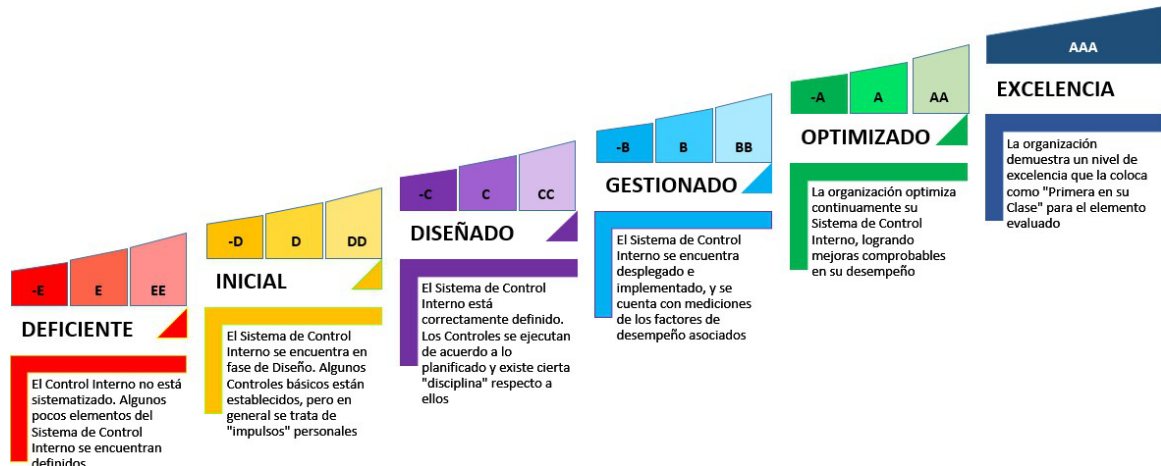 -E
E
EE
DEFICIENTE
El Control Interno no está
sistematizado. Algunos
pocos elementos del
Sistema de Control
Interno se encuentran
definidos
-D
D
DD
INICIAL
El Sistema de Control
Interno se encuentra en
fase de Diseño. Algunos
Controles básicos están
establecidos, pero en
general se trata de
"impulsos" personales
-C
C
CC
DISEÑADO
El Sistema de Control
Interno está
correctamente definido.
Los Controles se ejecutan
de acuerdo a lo
planificado y existe cierta
"disciplina" respecto a
ellos
-B
B
BB
GESTIONADO
El Sistema de Control
Interno se encuentra
desplegado e
implementado, y se
cuenta con mediciones
de los factores de
desempeño asociados
-A
A
AA
OPTIMIZADO
La organización optimiza
continuamente su
Sistema de Control
Interno, logrando
mejoras comprobables
en su desempeño
AAA
EXCELENCIA
La organización
demuestra un nivel de
excelencia que la coloca
como "Primera en su
Clase" para el elemento
evaluado